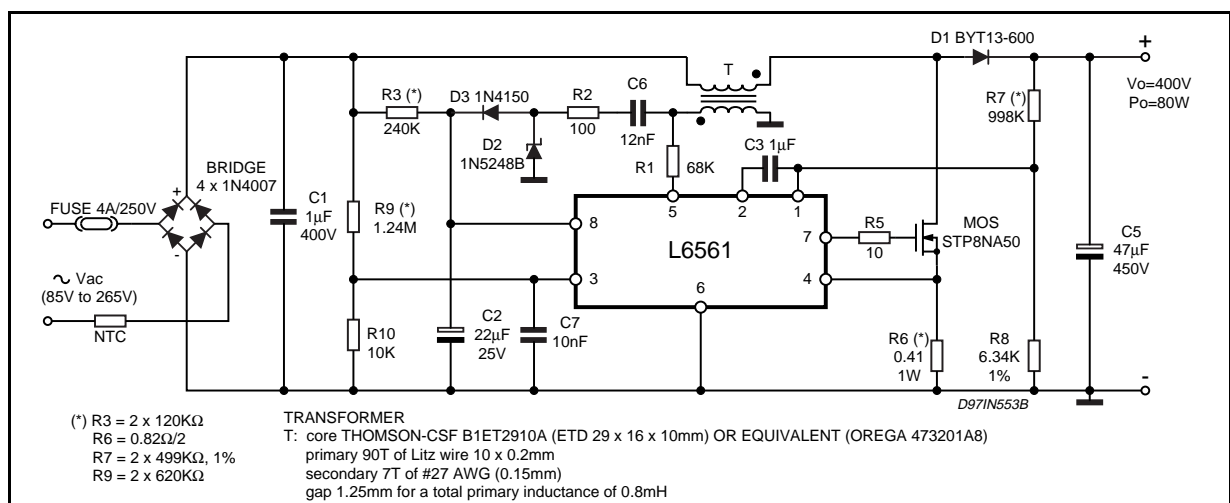 D1 BYT13-600
+
T
C6
R3 (*)
D3 1N4150
R2
R7 (*)
998K
Vo=400V
Po=80W
240K
100
12nF
D2
1N5248B
C3 1µF
BRIDGE
4 x 1N4007
R1
68K
+
C1
1µF
400V
R9 (*)
1.24M
5
2
1
FUSE 4A/250V
8
7
R5
10
MOS
STP8NA50
C5
47µF
450V
L6561
-
3
6
4
~ Vac
(85V to 265V)
NTC
R10
10K
C2
22µF
25V
C7
10nF
R6 (*)
0.41
1W
R8
6.34K
1%
-
D97IN553B
(*) R3 = 2 x 120KΩ
R6 = 0.82Ω/2
R7 = 2 x 499KΩ, 1%
R9 = 2 x 620KΩ
TRANSFORMER
T: core THOMSON-CSF B1ET2910A (ETD 29 x 16 x 10mm) OR EQUIVALENT (OREGA 473201A8)
primary 90T of Litz wire 10 x 0.2mm
secondary 7T of #27 AWG (0.15mm)
gap 1.25mm for a total primary inductance of 0.8mH